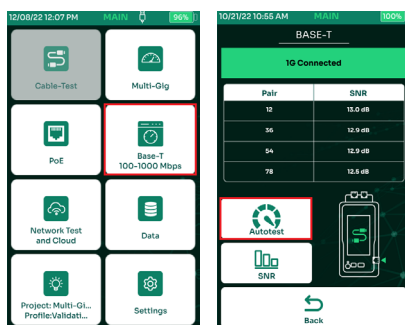 12/08/22 12:07 PM MAIN 96%
Cable-Test
Multi-Gig
PoE
Base-T
100-1000 Mbps
Network Test
and Cloud
Data
Project: Multi-Gi...
Profile:Validati...
Settings
10/21/22 10:55 AM MAIN 100%
BASE-T
1G Connected
Pair SNR
12 13.0 dB
36 12.9 dB
54 12.9 dB
78 12.5 dB
Autotest
SNR
Back